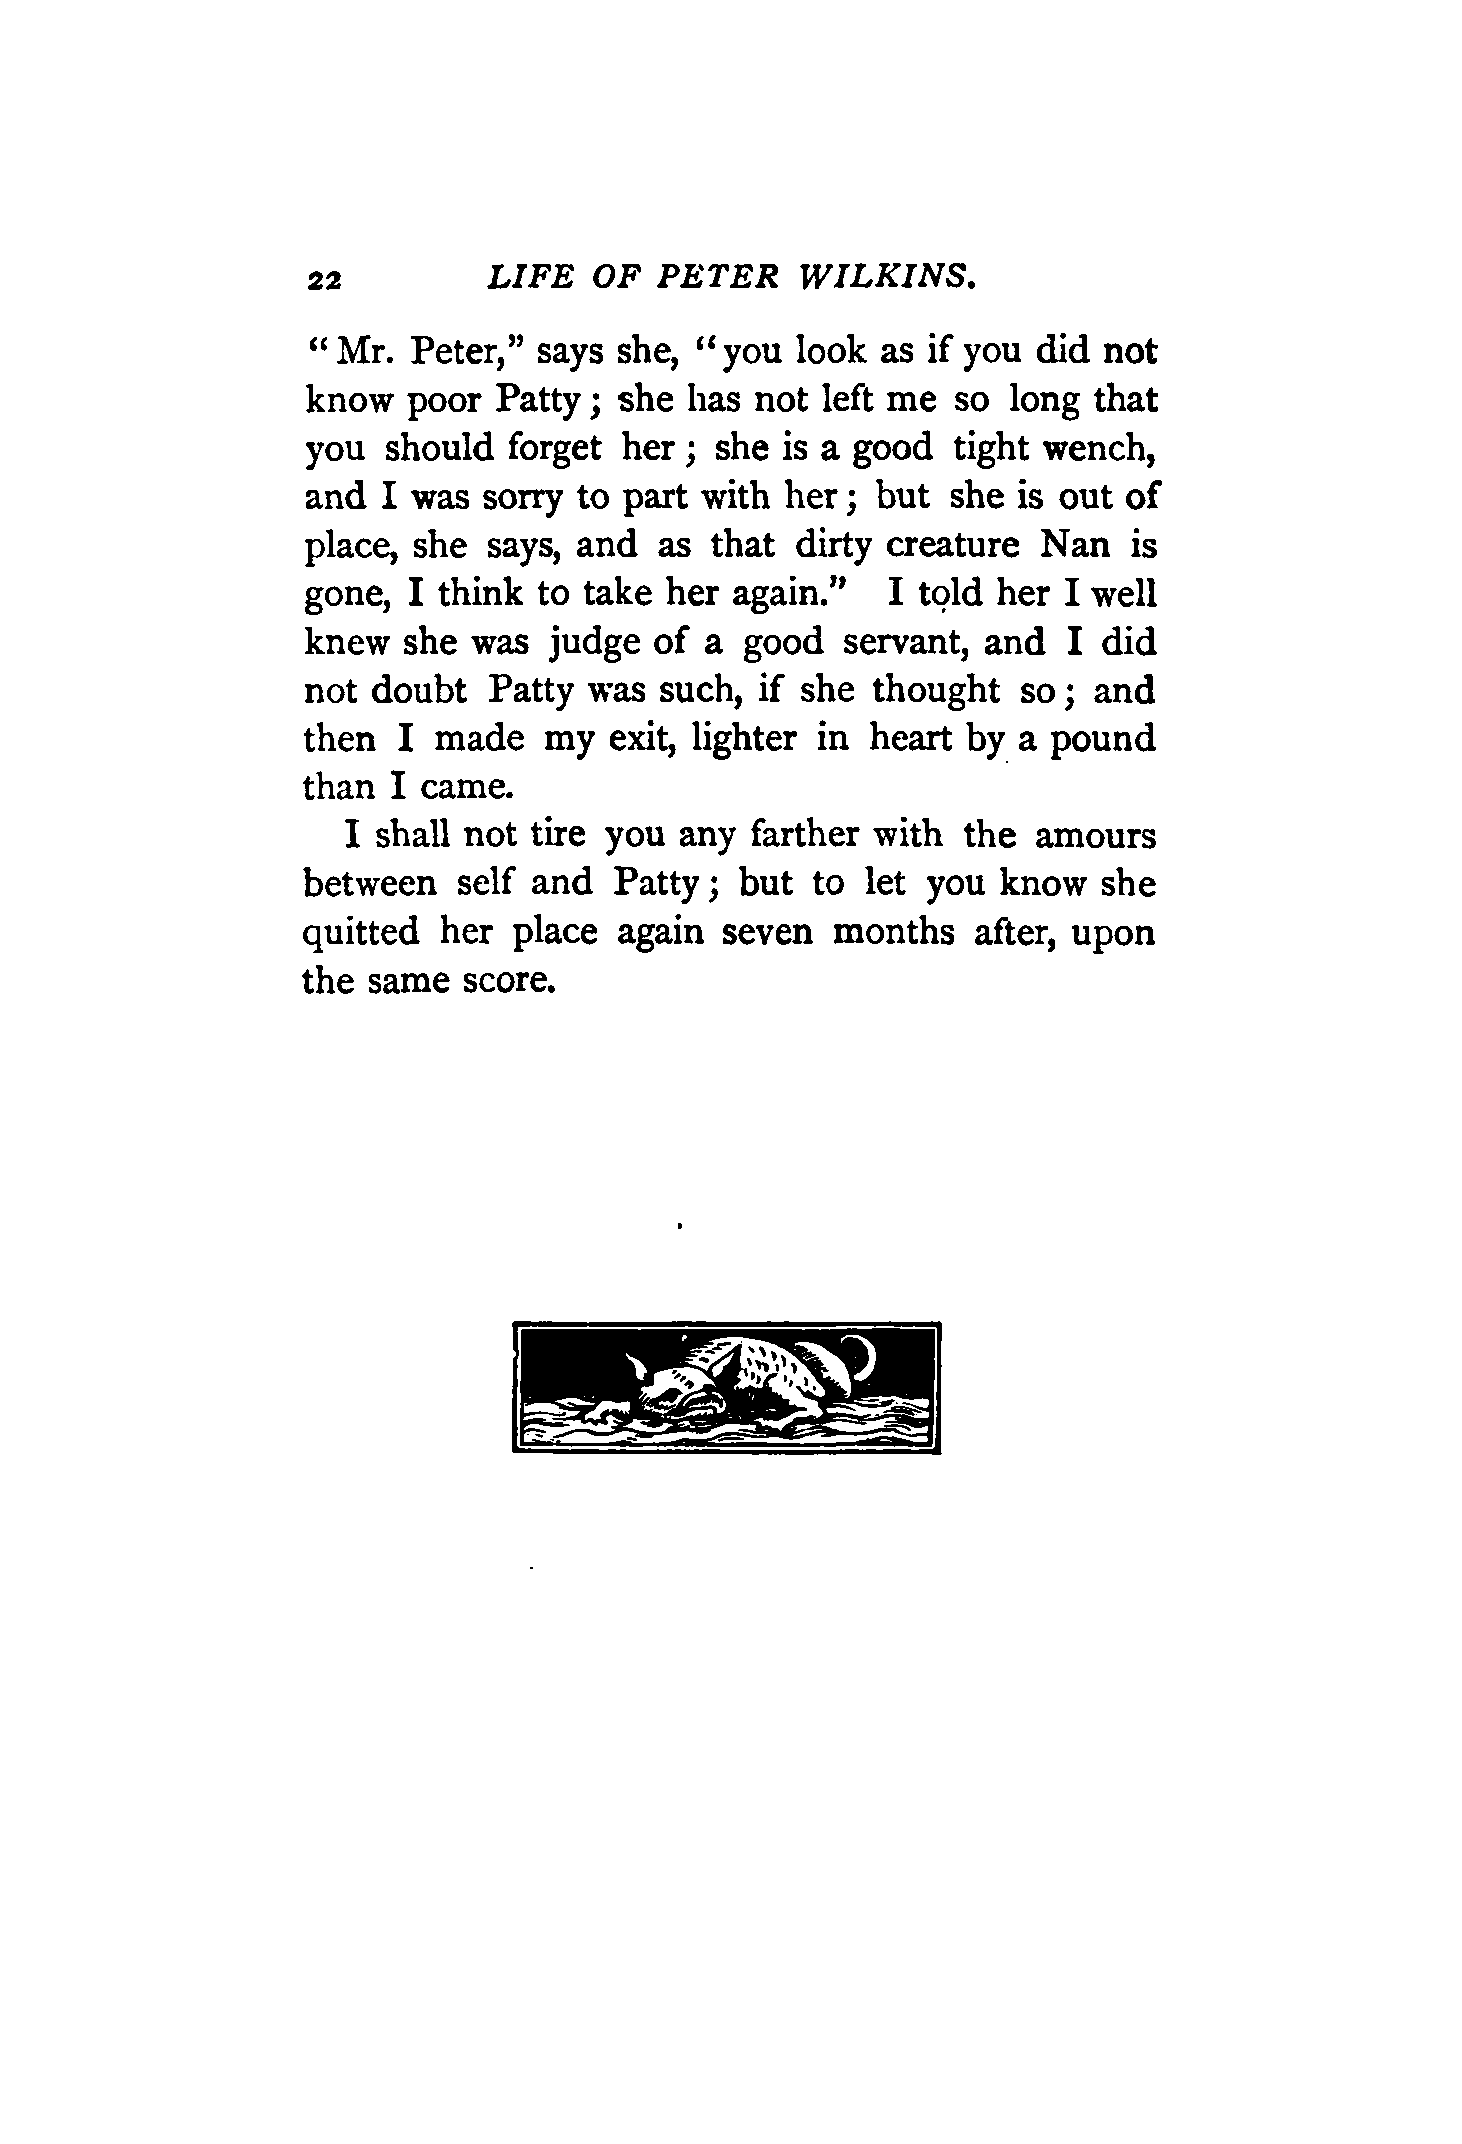 22 LIFE OF PETER WILKINS.
“Mr. Peter,” says she, “you look as if you did not
know poor Patty; she has not left me so long that
you should forget her; she is a good tight wench,
and I was sorry to part with her; but she is out of
place, she says, and as that dirty creature Nan is
gone, I think to take her again.” I told her I well
knew she was judge of a good servant, and I did
not doubt Patty was such, if she thought so; and
then I made my exit, lighter in heart by a pound
than I came.
I shall not tire you any farther with the amours
between self and Patty; but to let you know she
quitted her place again seven months after, upon
the same score.